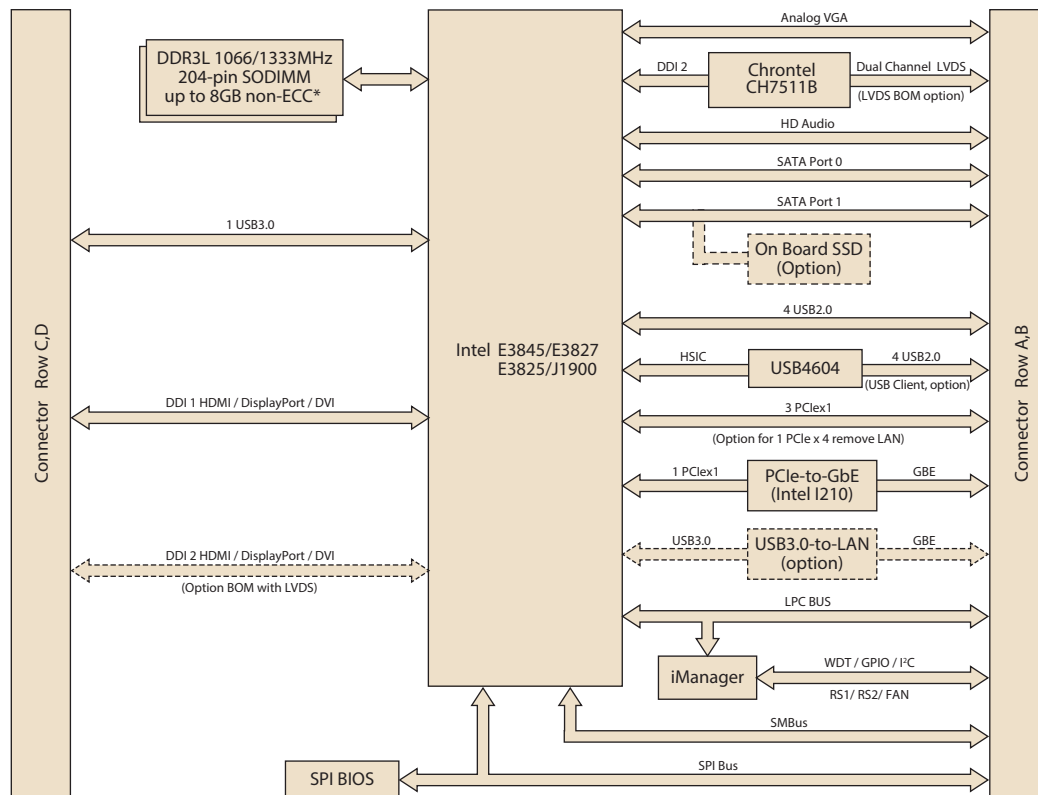 Analog VGA
DDR3L 1066/1333MHz
204-pin SODIMM
up to 8GB non-ECC*
DDI 2
Chrontel
CH7511B
Dual Channel LVDS
(LVDS BOM option)
HD Audio
SATA Port 0
SATA Port 1
On Board SSD
(Option)
1 USB3.0
4 USB2.0
Intel E3845/E3827
E3825/J1900
HSIC
USB4604
4 USB2.0
(USB Client, option)
Connector Row C,D
Connector Row A,B
DDI 1 HDMI / DisplayPort / DVI
3 PCIex1
(Option for 1 PCIe x 4 remove LAN)
1 PCIex1
PCIe-to-GbE
(Intel I210)
GBE
DDI 2 HDMI / DisplayPort / DVI
(Option BOM with LVDS)
USB3.0
USB3.0-to-LAN
(option)
GBE
LPC BUS
iManager
WDT / GPIO / I²C
RS1/ RS2/ FAN
SMBus
SPI BIOS
SPI Bus